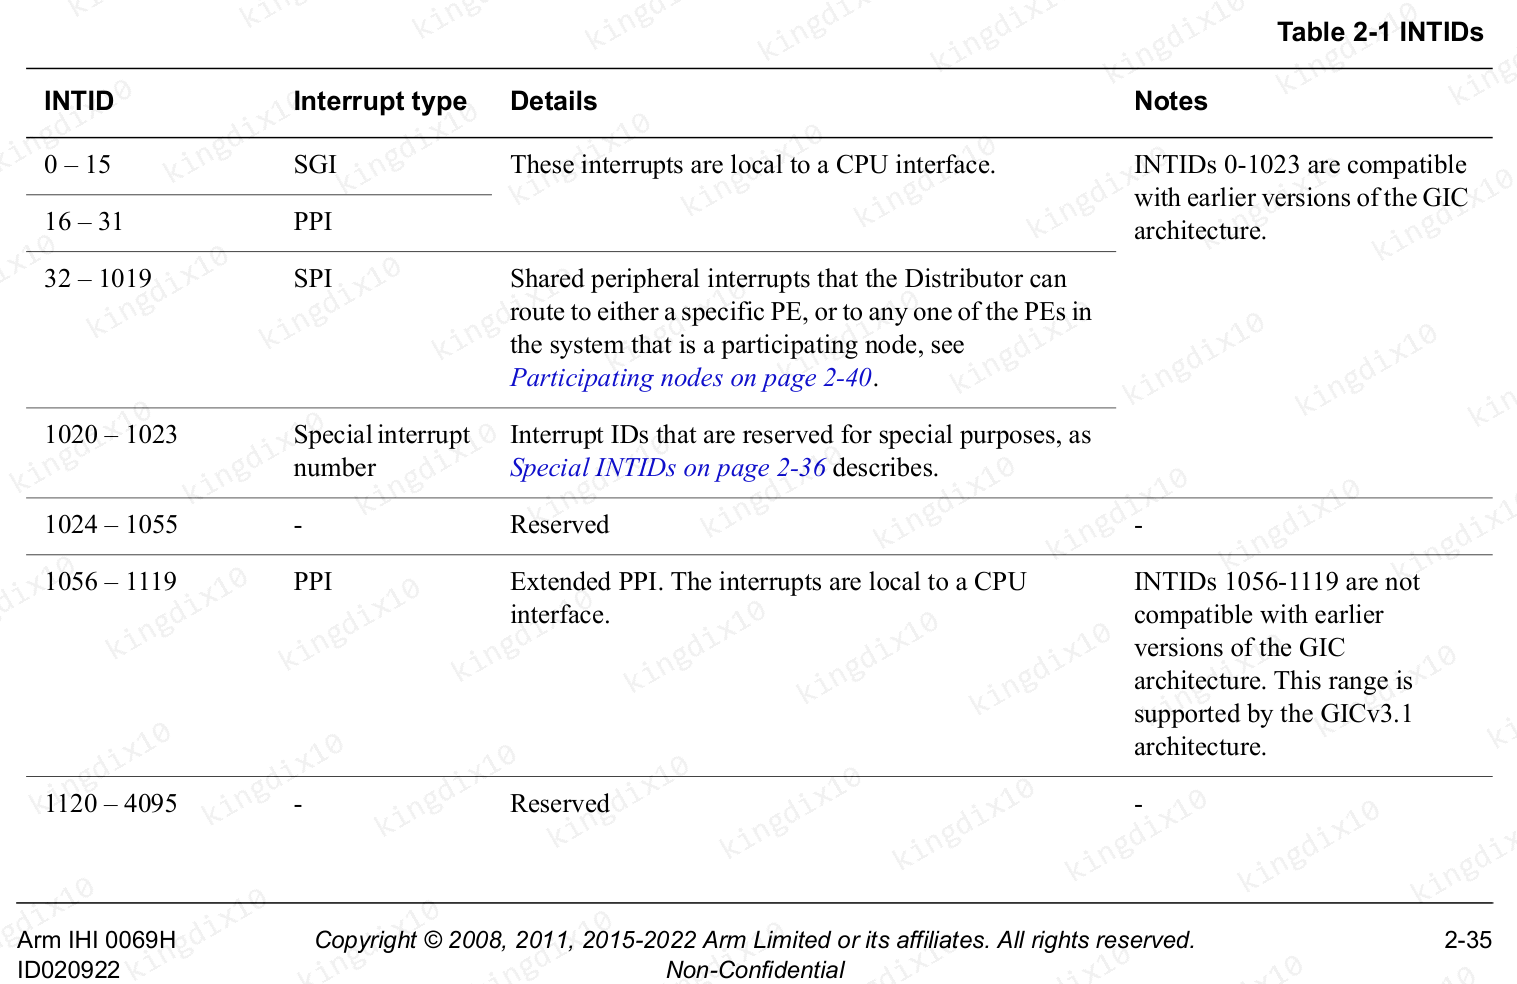 Table 2-1 INTIDs
INTID Interrupt type Details Notes
0 – 15 SGI These interrupts are local to a CPU interface. INTIDs 0-1023 are compatible
with earlier versions of the GIC
16 – 31 PPI architecture.
32 – 1019 SPI Shared peripheral interrupts that the Distributor can
route to either a specific PE, or to any one of the PEs in
the system that is a participating node, see
Participating nodes on page 2-40.
1020 – 1023 Special interrupt Interrupt IDs that are reserved for special purposes, as
number Special INTIDs on page 2-36 describes.
1024 – 1055 - Reserved -
1056 – 1119 PPI Extended PPI. The interrupts are local to a CPU INTIDs 1056-1119 are not
interface. compatible with earlier
versions of the GIC
architecture. This range is
supported by the GICv3.1
architecture.
1120 – 4095 - Reserved -
Arm IHI 0069H Copyright © 2008, 2011, 2015-2022 Arm Limited or its affiliates. All rights reserved. 2-35
ID020922 Non-Confidential
kingdix10